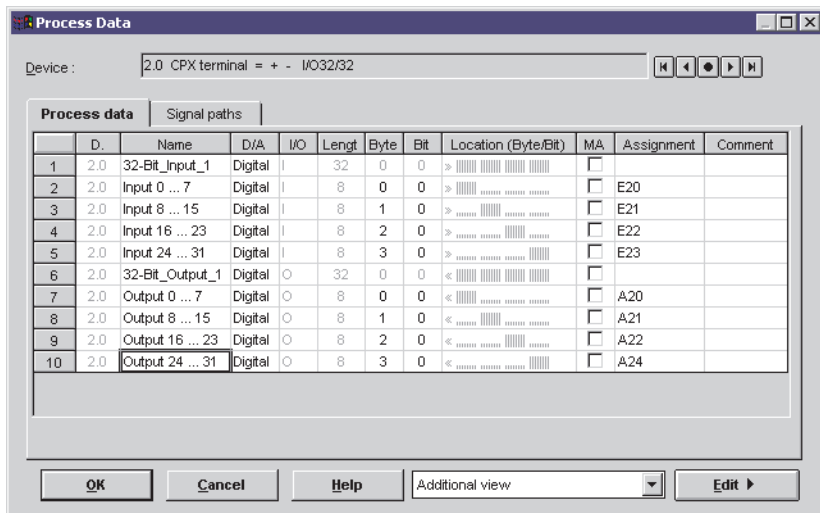 Process Data
Device : 2.0 CPX terminal = + - I/O32/32
Process data Signal paths
D. Name D/A I/O Lengt Byte Bit Location (Byte/Bit) MA Assignment Comment
1 2.0 32-Bit_Input_1 Digital I 32 0 0 »
2 2.0 Input 0 ... 7 Digital I 8 0 0 » E20
3 2.0 Input 8 ... 15 Digital I 8 1 0 » E21
4 2.0 Input 16 ... 23 Digital I 8 2 0 » E22
5 2.0 Input 24 ... 31 Digital I 8 3 0 » E23
6 2.0 32-Bit_Output_1 Digital O 32 0 0 «
7 2.0 Output 0 ... 7 Digital O 8 0 0 « A20
8 2.0 Output 8 ... 15 Digital O 8 1 0 « A21
9 2.0 Output 16 ... 23 Digital O 8 2 0 « A22
10 2.0 Output 24 ... 31 Digital O 8 3 0 « A24
OK Cancel Help Additional view Edit